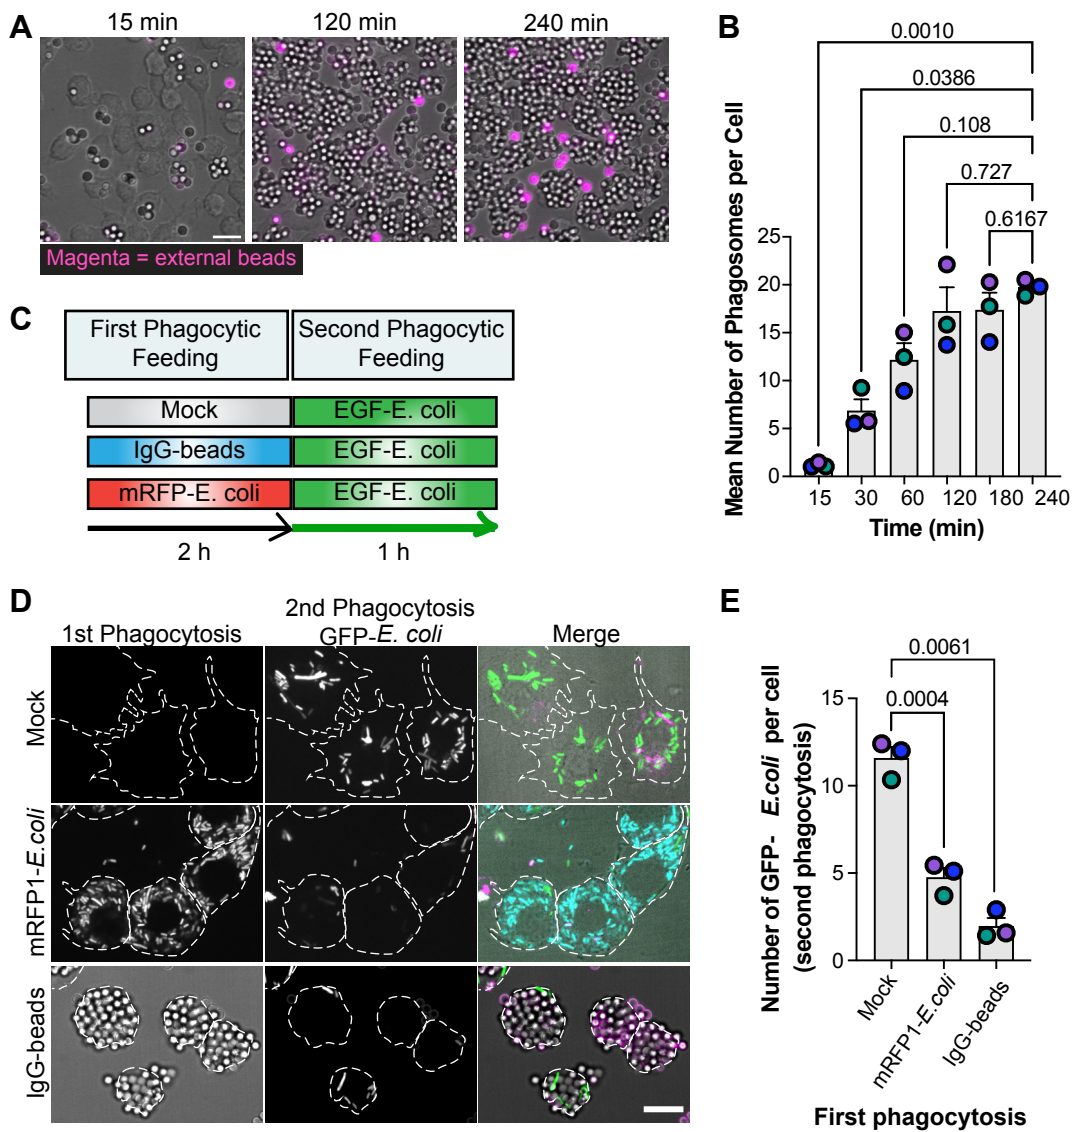 A
15 min
120 min
240 min
Magenta = external beads
B
0.0010
0.0386
0.108
0.727
0.6167
Mean Number of Phagosomes per Cell
25
20
15
10
5
0
15
30
60
120
180
240
Time (min)
C
First Phagocytic
Feeding
Second Phagocytic
Feeding
Mock
EGF-E. coli
IgG-beads
EGF-E. coli
mRFP-E. coli
EGF-E. coli
2 h
1 h
D
1st Phagocytosis
2nd Phagocytosis
GFP-E. coli
Merge
Mock
mRFP1-E.coli
IgG-beads
E
0.0061
0.0004
Number of GFP- E.coli per cell
(second phagocytosis)
15
10
5
0
Mock
mRFP1-E.coli
IgG-beads
First phagocytosis